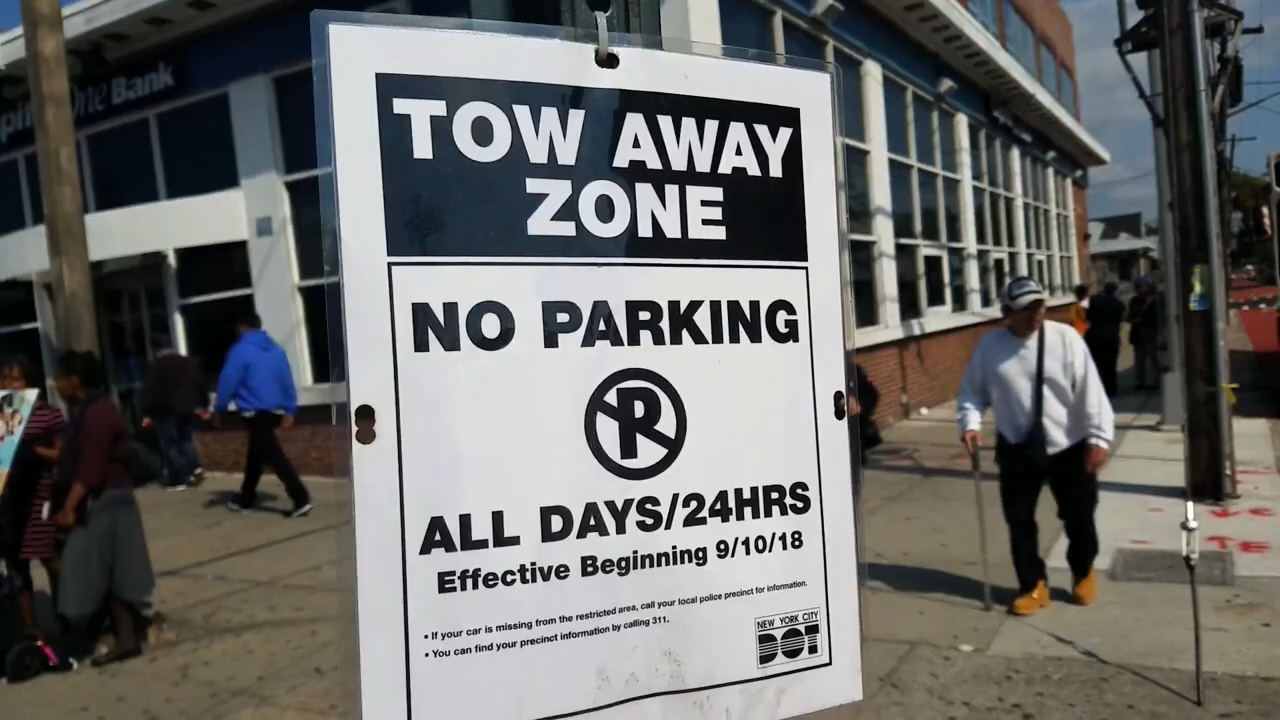 One Bank
TOW AWAY
ZONE
NO PARKING
P
ALL DAYS/24HRS
Effective Beginning 9/10/18
• If your car is missing from the restricted area, call your local police precinct for information.
• You can find your precinct information by calling 311.
NEW YORK CITY
DOT